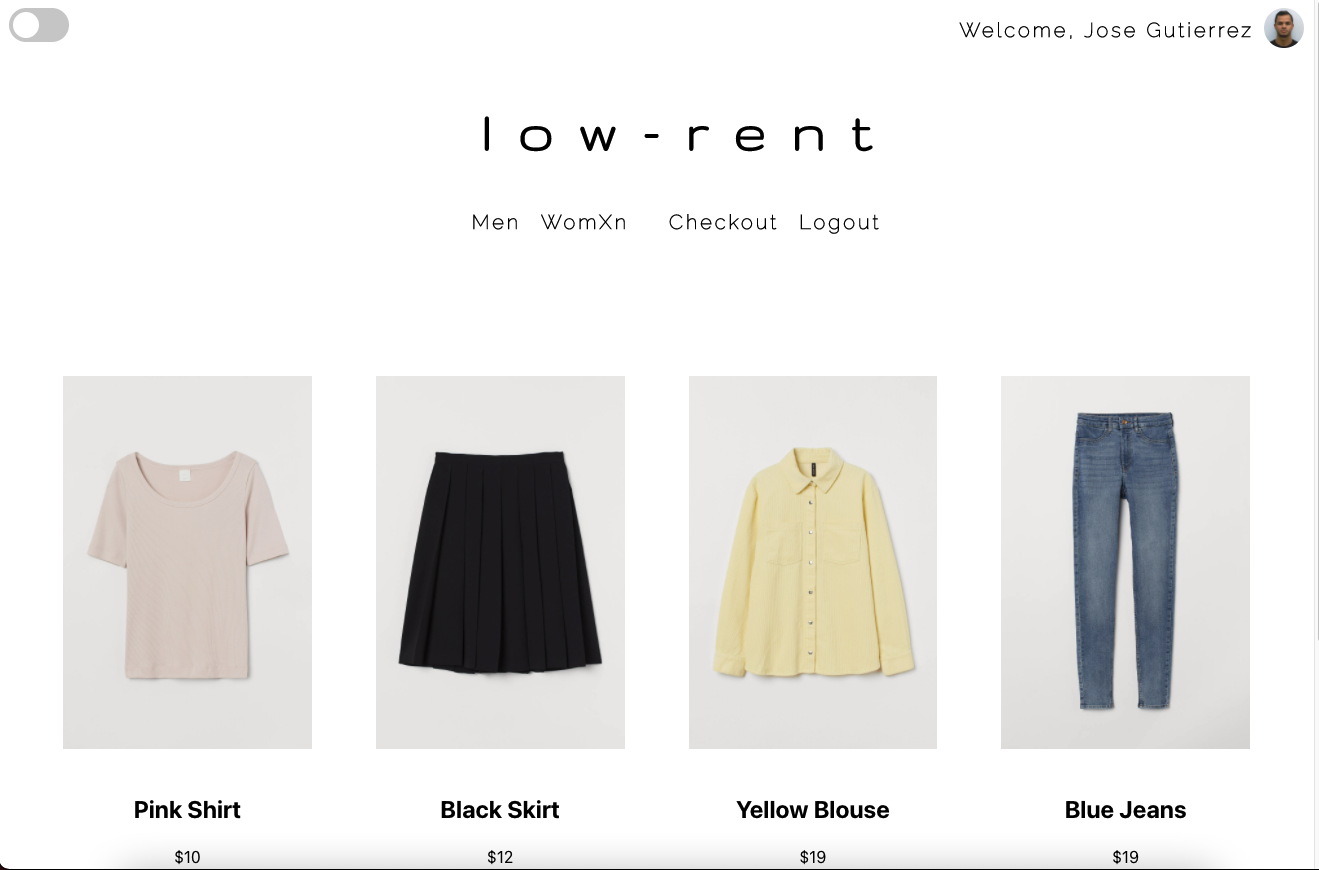 Welcome, Jose Gutierrez
low-rent
Men WomXn Checkout Logout
Pink Shirt Black Skirt Yellow Blouse Blue Jeans
$10 $12 $19 $19